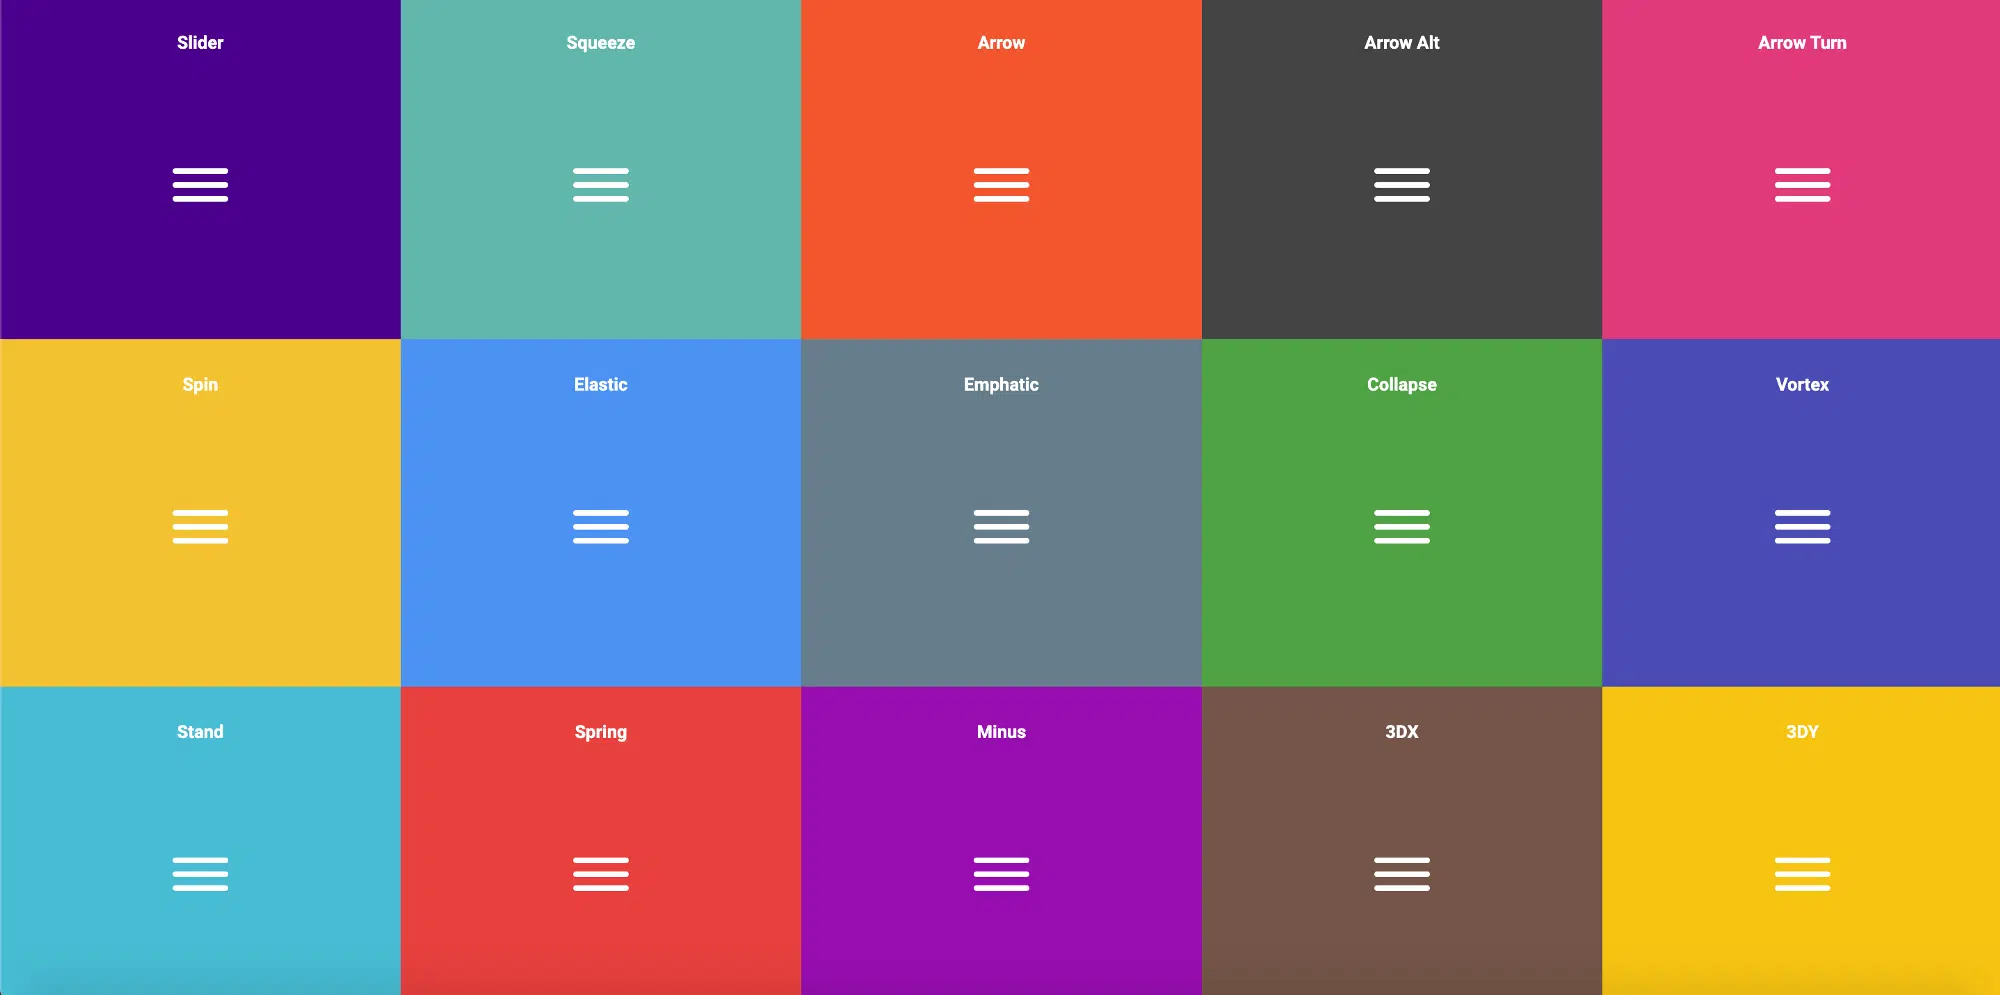 Slider
Squeeze
Arrow
Arrow Alt
Arrow Turn
Spin
Elastic
Emphatic
Collapse
Vortex
Stand
Spring
Minus
3DX
3DY